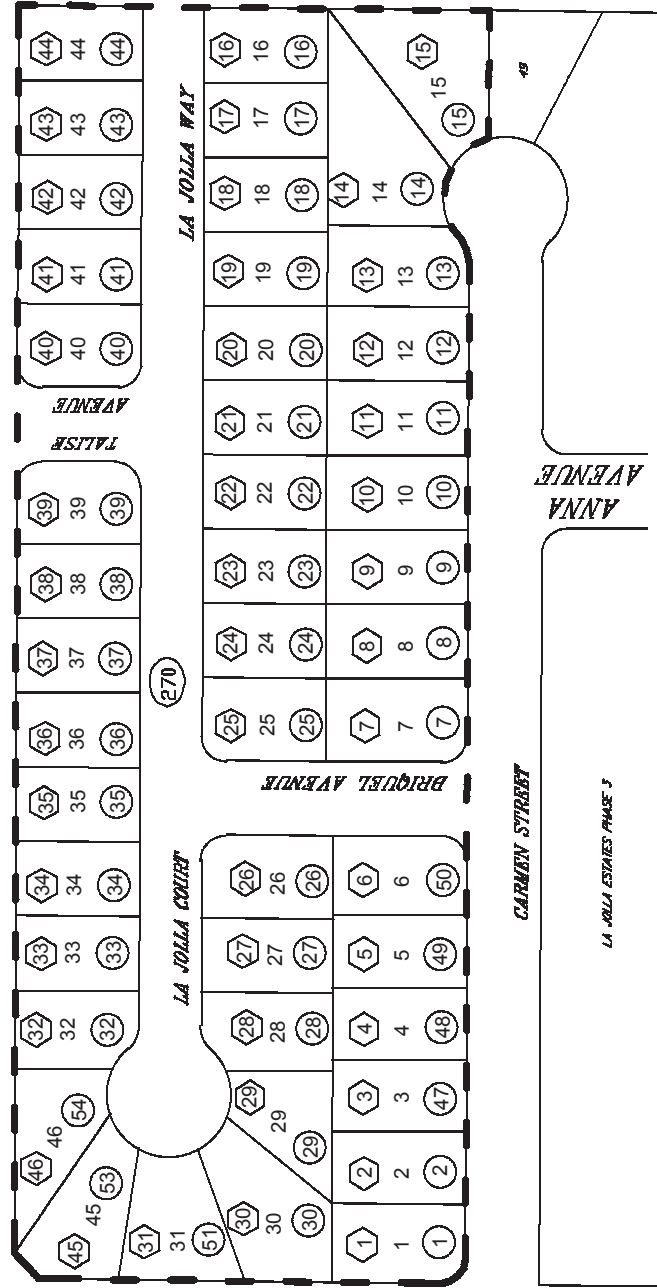 44 44 44
43 43 43
42 42 42
41 41 41
40 40 40
TALISE
AVENUE
39 39 39
38 38 38
37 37 37
36 36 36
35 35 35
34 34 34
33 33 33
32 32 32
46 46 54
45 45 53
31 31 51
30 30 30
29 29 29
28 28 28
27 27 27
26 26 26
LA JOLLA COURT
270
LA JOLLA WAY
16 16 16
17 17 17
18 18 18
19 19 19
20 20 20
21 21 21
22 22 22
23 23 23
24 24 24
25 25 25
BRIQUEL AVENUE
15 15 15
14 14 14
13 13 13
12 12 12
11 11 11
10 10 10
9 9 9
8 8 8
7 7 7
6 6 50
5 5 49
4 4 48
3 3 47
2 2 2
1 1 1
49
CARMEN STREET
ANNA
AVENUE
LA JOLLA ESTATES PHASE 3